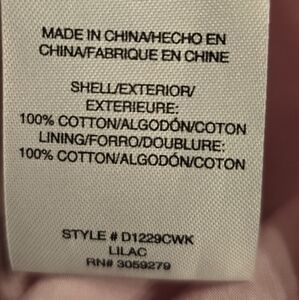 MADE IN CHINA/HECHO EN
CHINA/FABRIQUE EN CHINE
SHELL/EXTERIOR/
EXTERIEURE:
100% COTTON/ALGODÓN/COTON
LINING/FORRO/DOUBLURE:
100% COTTON/ALGODÓN/COTON
STYLE # D1229CWK
LILAC
RN# 3059279